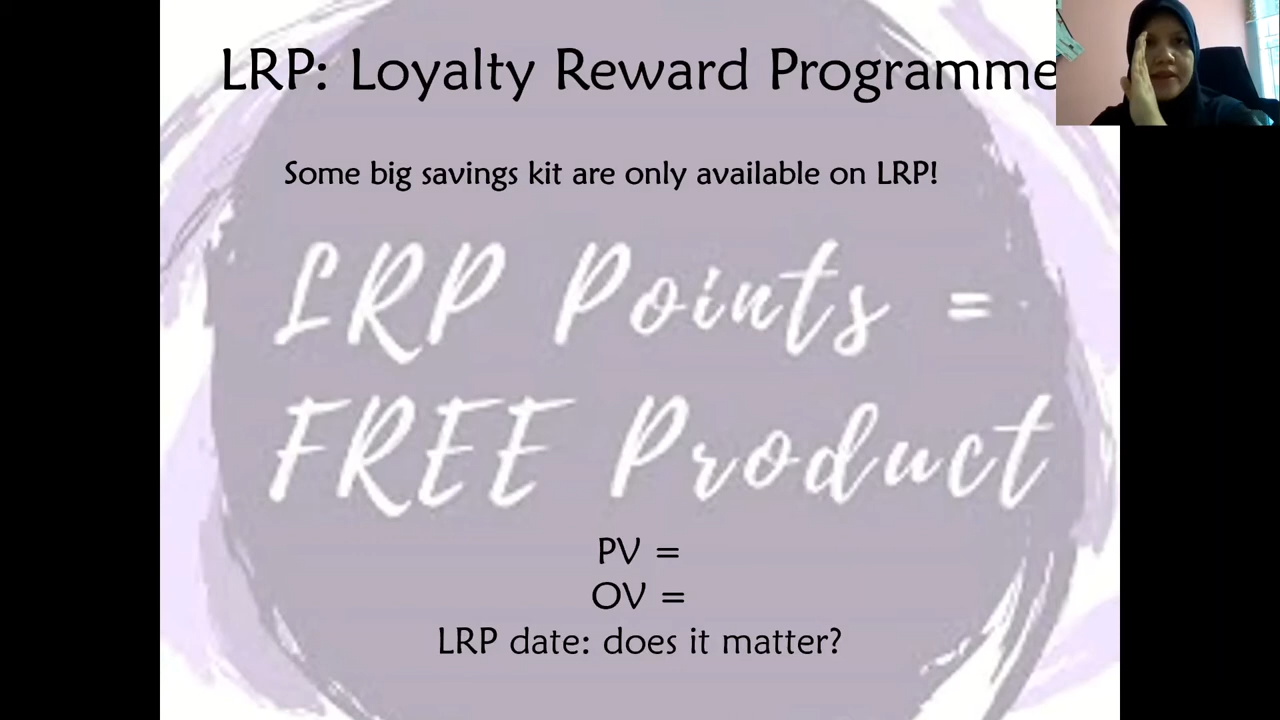 LRP: Loyalty Reward Programme
Some big savings kit are only available on LRP!
LRP Points =
FREE Product
PV =
OV =
LRP date: does it matter?